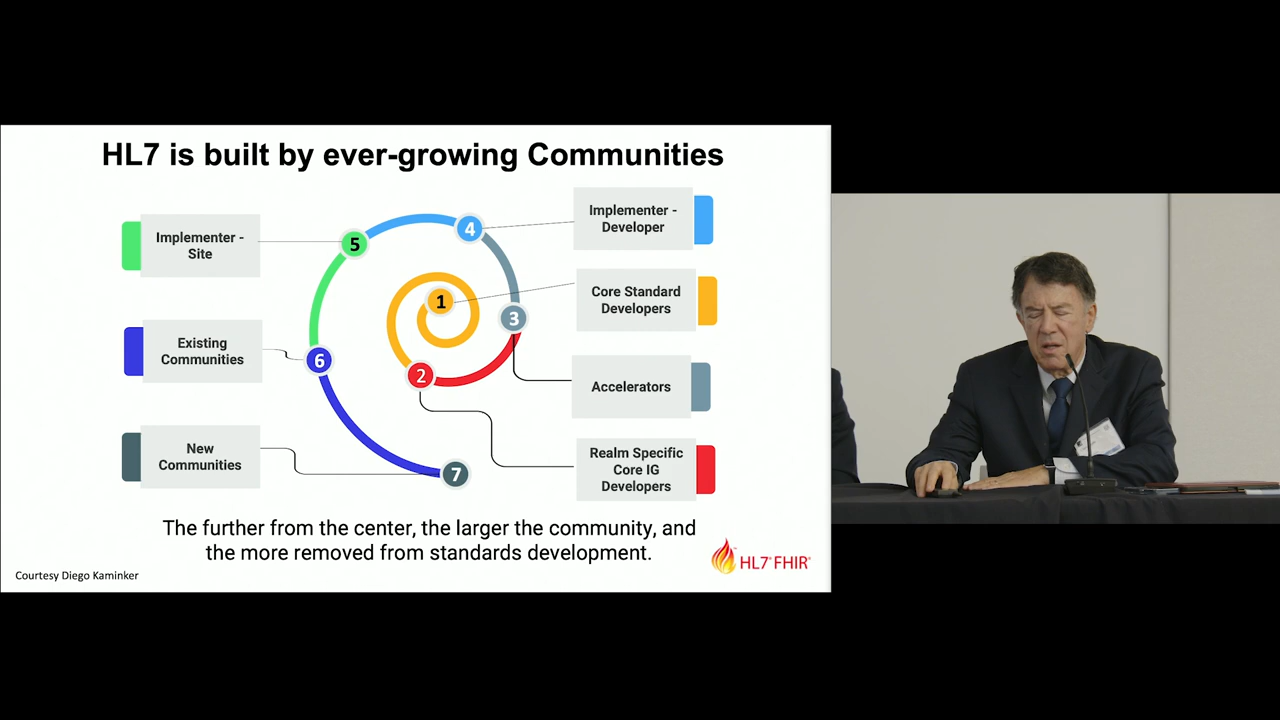 HL7 is built by ever-growing Communities
Implementer -
Site
Existing
Communities
New
Communities
5
4
1
3
2
6
7
Implementer -
Developer
Core Standard
Developers
Accelerators
Realm Specific
Core IG
Developers
The further from the center, the larger the community, and
the more removed from standards development.
Courtesy Diego Kaminker
HL7® FHIR®